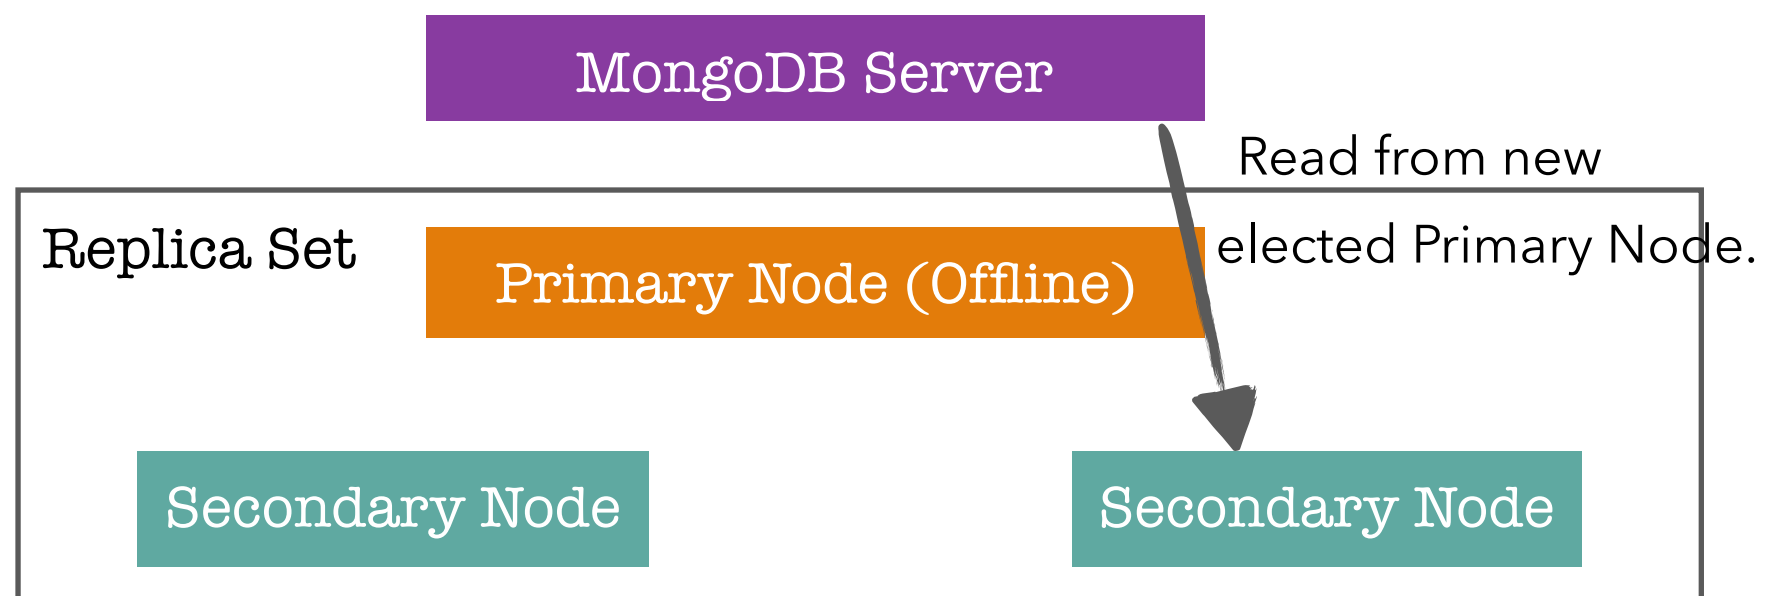 MongoDB Server
Read from new
elected Primary Node.
Replica Set
Primary Node (Offline)
Secondary Node
Secondary Node